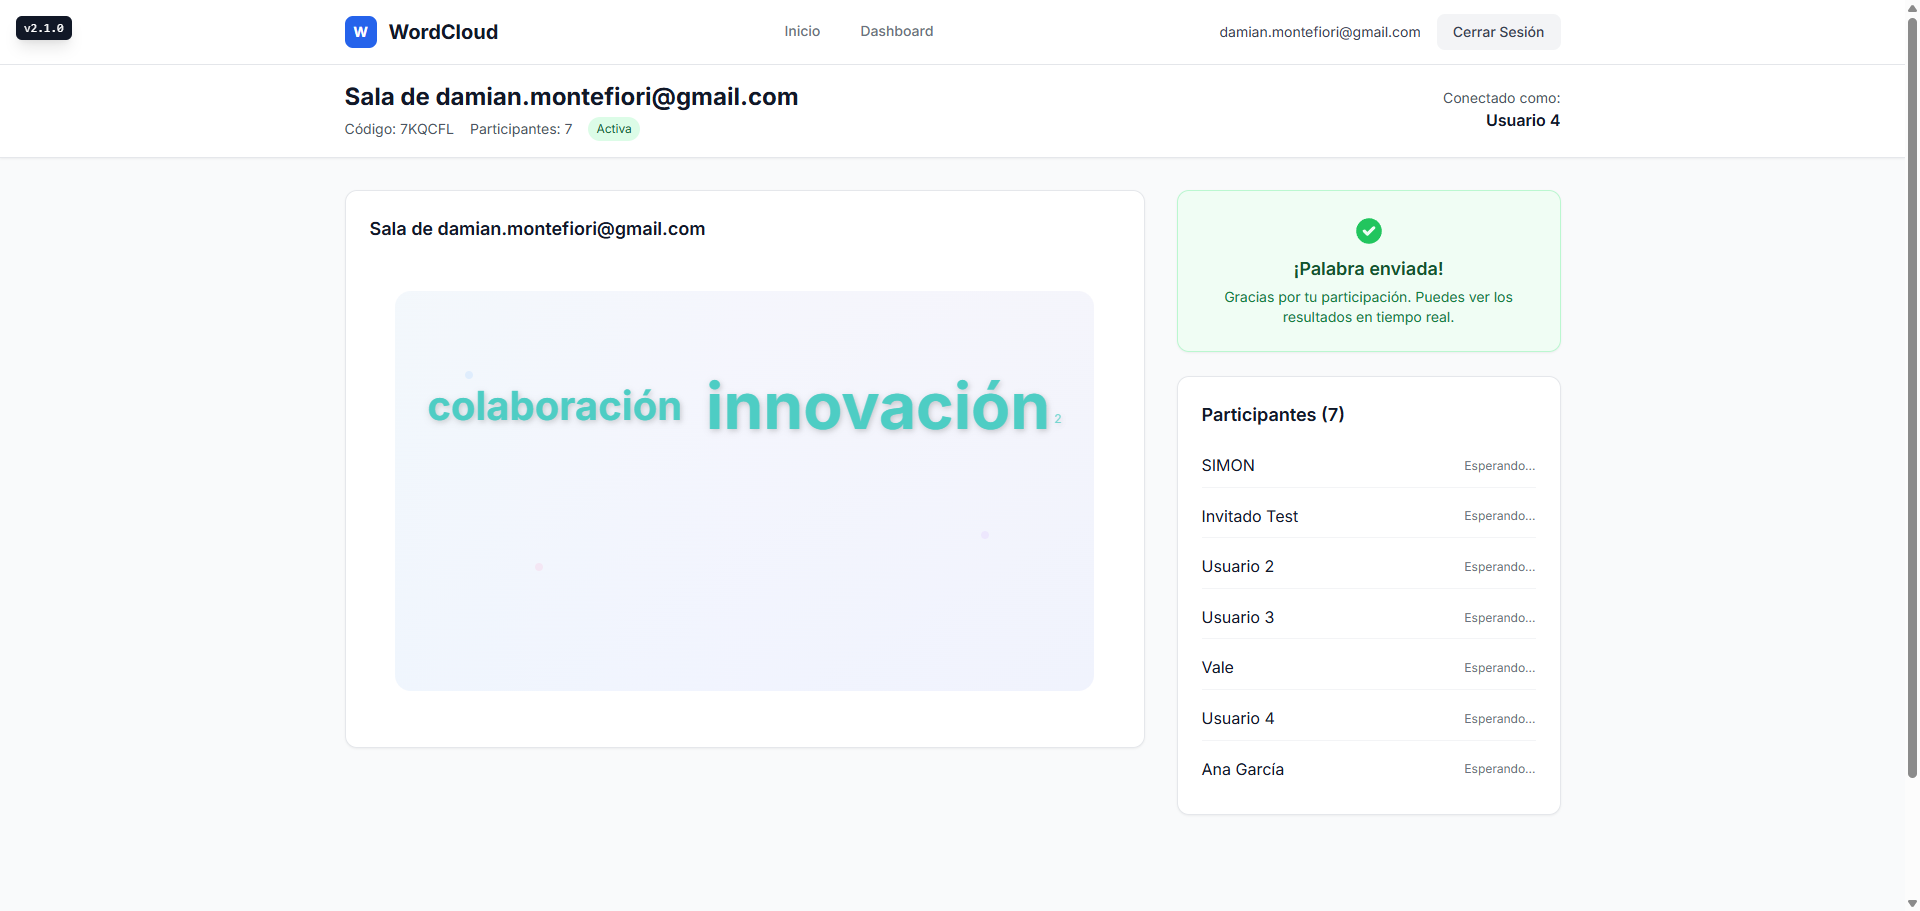 v2.1.0
W WordCloud
Inicio
Dashboard
damian.montefiori@gmail.com
Cerrar Sesión
Sala de damian.montefiori@gmail.com
Código: 7KQCFL Participantes: 7 Activa
Conectado como:
Usuario 4
Sala de damian.montefiori@gmail.com
colaboración innovación 2
¡Palabra enviada!
Gracias por tu participación. Puedes ver los
resultados en tiempo real.
Participantes (7)
SIMON Esperando...
Invitado Test Esperando...
Usuario 2 Esperando...
Usuario 3 Esperando...
Vale Esperando...
Usuario 4 Esperando...
Ana García Esperando...